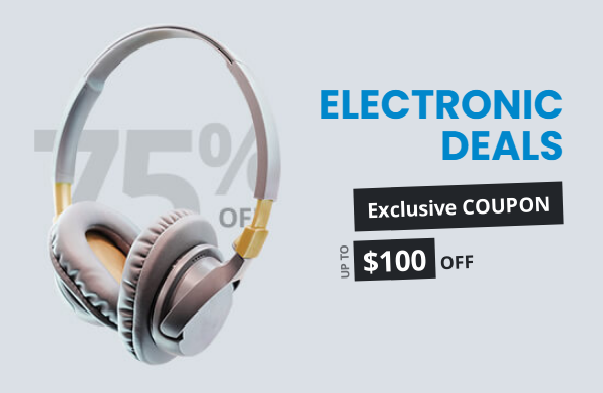 75%
OFF
ELECTRONIC
DEALS
Exclusive COUPON
UP TO
$100 OFF